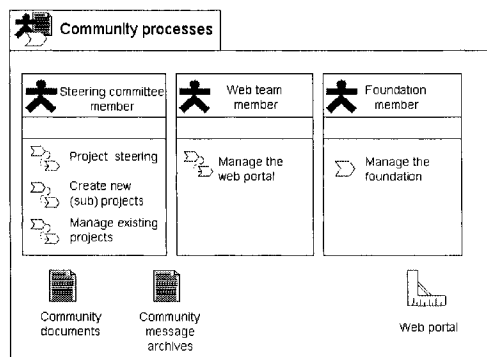 Community processes
Steering committee
member
Project steering
Create new
(sub) projects
Manage existing
projects
Web team
member
Manage the
web portal
Foundation
member
Manage the
foundation
Community
documents
Community
message
archives
Web portal